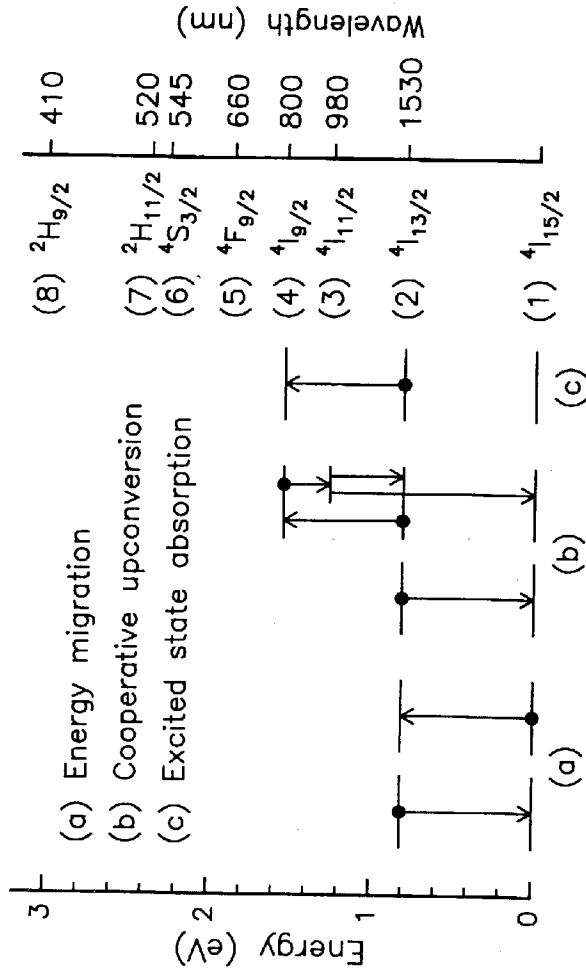 (a) Energy migration
(b) Cooperative upconversion
(c) Excited state absorption
Energy (eV)
3
2
1
0
(a)
(b)
(c)
(8) ²H₉/₂
(7) ²H₁₁/₂
(6) ⁴S₃/₂
(5) ⁴F₉/₂
(4) ⁴I₉/₂
(3) ⁴I₁₁/₂
(2) ⁴I₁₃/₂
(1) ⁴I₁₅/₂
410
520
545
660
800
980
1530
Wavelength (nm)